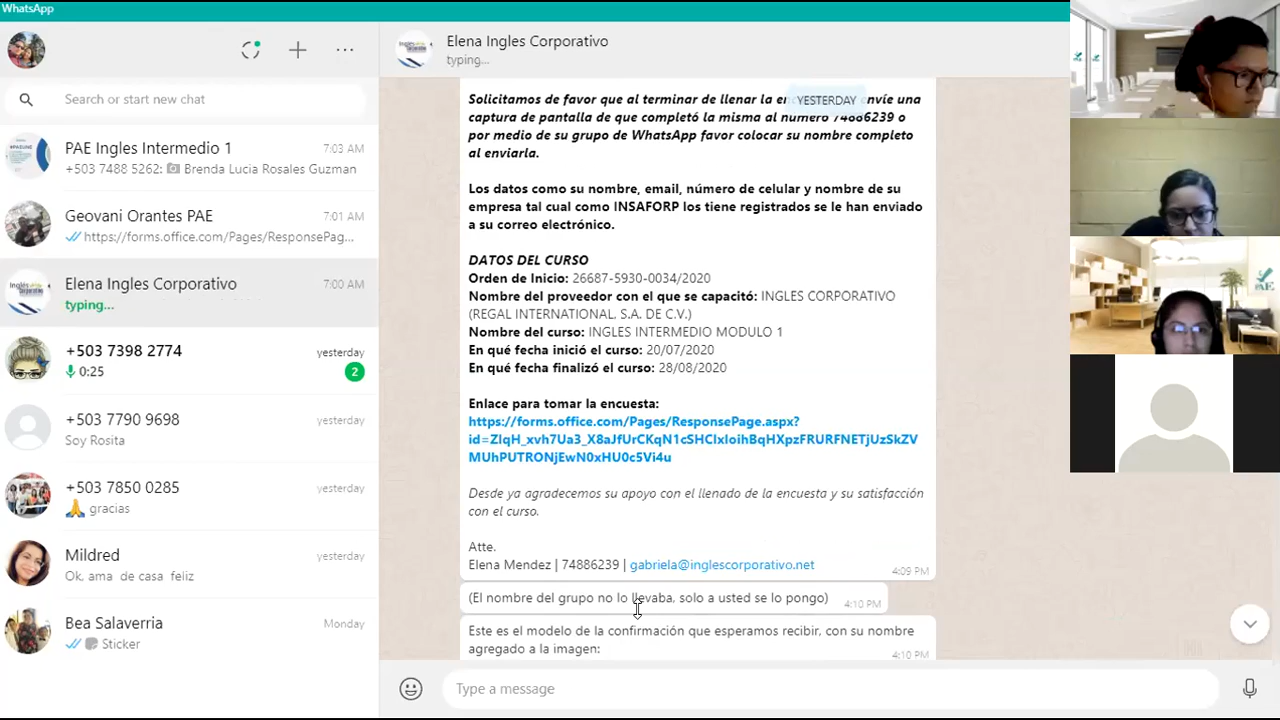 WhatsApp
Search or start new chat
PAE Ingles Intermedio 1
7:03 AM
+503 7488 5262: Brenda Lucia Rosales Guzman
Geovani Orantes PAE
7:01 AM
https://forms.office.com/Pages/ResponsePag...
Elena Ingles Corporativo
7:00 AM
typing...
+503 7398 2774
yesterday
0:25
2
+503 7790 9698
yesterday
Soy Rosita
+503 7850 0285
yesterday
gracias
Mildred
yesterday
Ok. ama de casa feliz
Bea Salaverria
Monday
Sticker
Elena Ingles Corporativo
typing...
YESTERDAY
Solicitamos de favor que al terminar de llenar la envíe una
captura de pantalla de que completó la misma al número 74886239 o
por medio de su grupo de WhatsApp favor colocar su nombre completo
al enviarla.
Los datos como su nombre, email, número de celular y nombre de su
empresa tal cual como INSAFORP los tiene registrados se le han enviado
a su correo electrónico.
DATOS DEL CURSO
Orden de Inicio: 26687-5930-0034/2020
Nombre del proveedor con el que se capacitó: INGLES CORPORATIVO
(REGAL INTERNATIONAL, S.A. DE C.V.)
Nombre del curso: INGLES INTERMEDIO MODULO 1
En qué fecha inició el curso: 20/07/2020
En qué fecha finalizó el curso: 28/08/2020
Enlace para tomar la encuesta:
https://forms.office.com/Pages/ResponsePage.aspx?
id=ZIqH_xvh7Ua3_X8aJfUrCKqN1cSHClxIoihBqHXpzFRURFNETjUzSkZV
MUhPUTRONjEwN0xHU0c5Vi4u
Desde ya agradecemos su apoyo con el llenado de la encuesta y su satisfacción
con el curso.
Atte.
Elena Mendez | 74886239 | gabriela@inglescorporativo.net
4:09 PM
(El nombre del grupo no lo llevaba, solo a usted se lo pongo)
4:10 PM
Este es el modelo de la confirmación que esperamos recibir, con su nombre
agregado a la imagen:
4:10 PM
Type a message
PAE